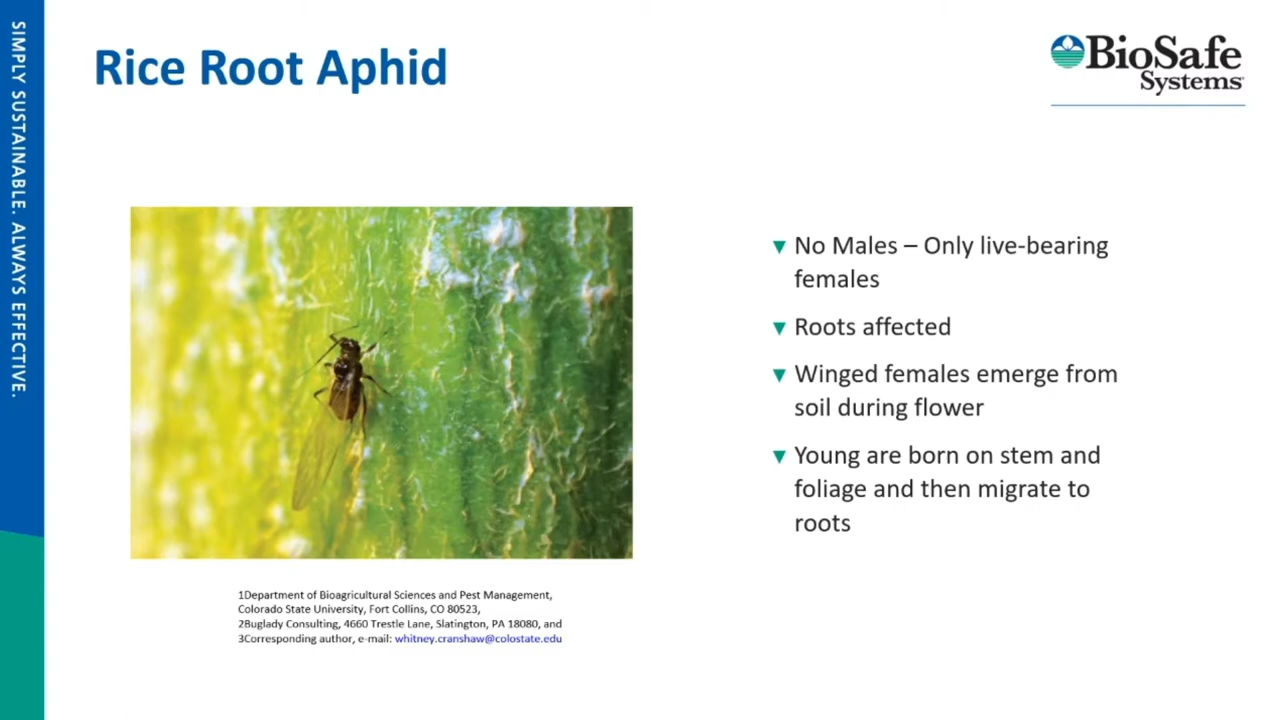 SIMPLY SUSTAINABLE. ALWAYS EFFECTIVE.
Rice Root Aphid
BioSafe
Systems
No Males – Only live-bearing
females
Roots affected
Winged females emerge from
soil during flower
Young are born on stem and
foliage and then migrate to
roots
1Department of Bioagricultural Sciences and Pest Management,
Colorado State University, Fort Collins, CO 80523,
2Buglady Consulting, 4660 Trestle Lane, Slatington, PA 18080, and
3Corresponding author, e-mail: whitney.cranshaw@colostate.edu